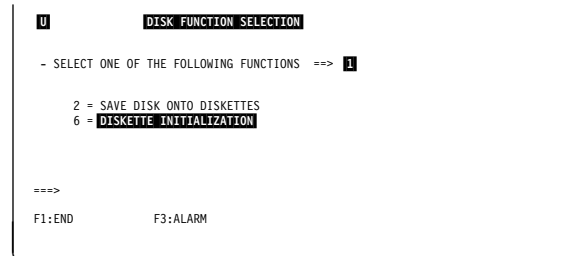 U DISK FUNCTION SELECTION
- SELECT ONE OF THE FOLLOWING FUNCTIONS ==> 1
2 = SAVE DISK ONTO DISKETTES
6 = DISKETTE INITIALIZATION
===>
F1:END F3:ALARM